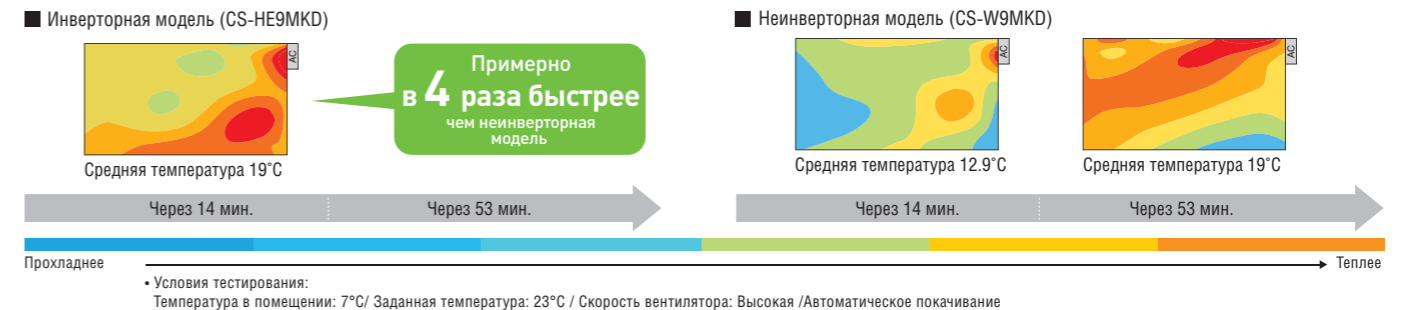 Инверторная модель (CS-HE9MKD)
AC
Средняя температура 19°C
Примерно
в 4 раза быстрее
чем неинверторная
модель
Через 14 мин.
Через 53 мин.
Неинверторная модель (CS-W9MKD)
AC
Средняя температура 12.9°C
AC
Средняя температура 19°C
Через 14 мин.
Через 53 мин.
Прохладнее
Теплее
• Условия тестирования:
Температура в помещении: 7°C/ Заданная температура: 23°C / Скорость вентилятора: Высокая /Автоматическое покачивание